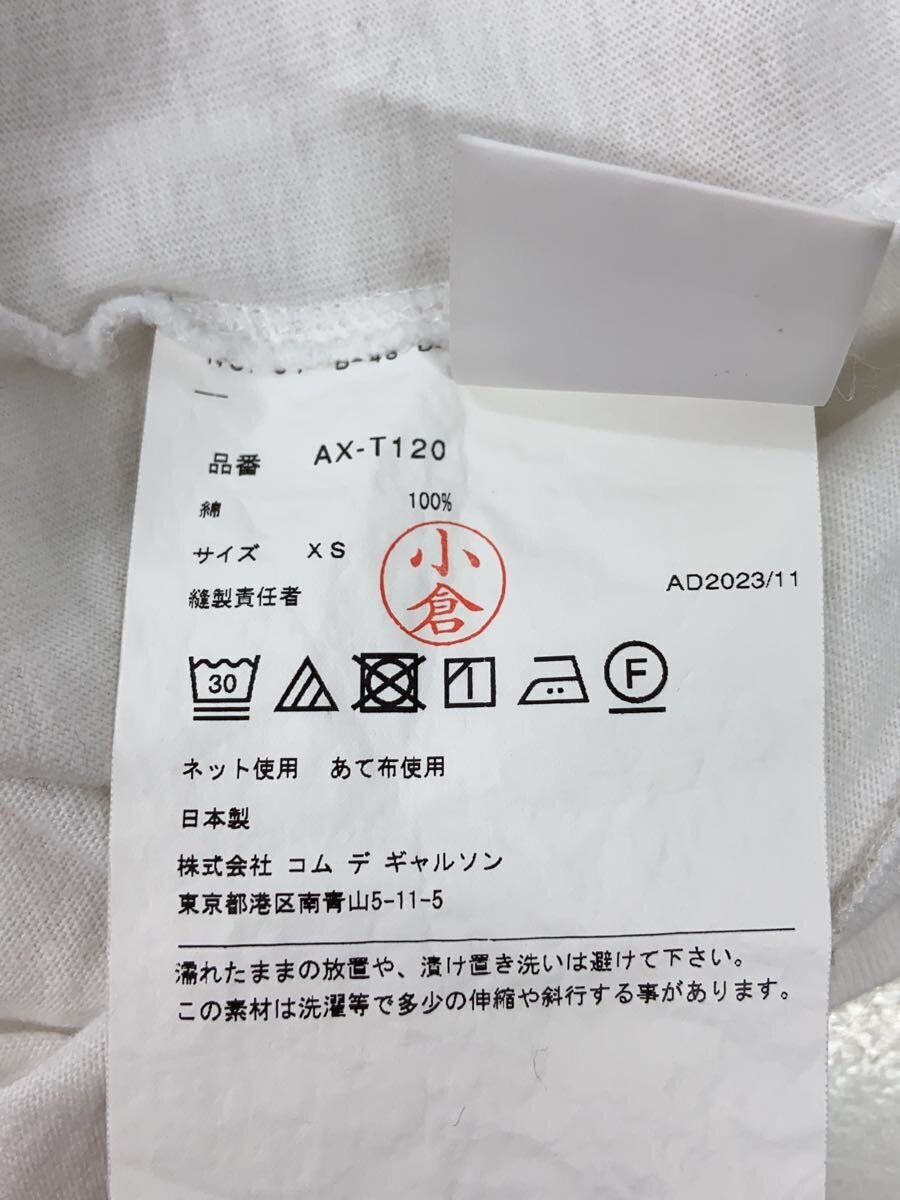 品番 AX-T120
綿 100%
サイズ XS
縫製責任者
小倉
AD2023/11
30
F
ネット使用 あて布使用
日本製
株式会社 コム デ ギャルソン
東京都港区南青山5-11-5
濡れたままの放置や、漬け置き洗いは避けて下さい。
この素材は洗濯等で多少の伸縮や斜行する事があります。